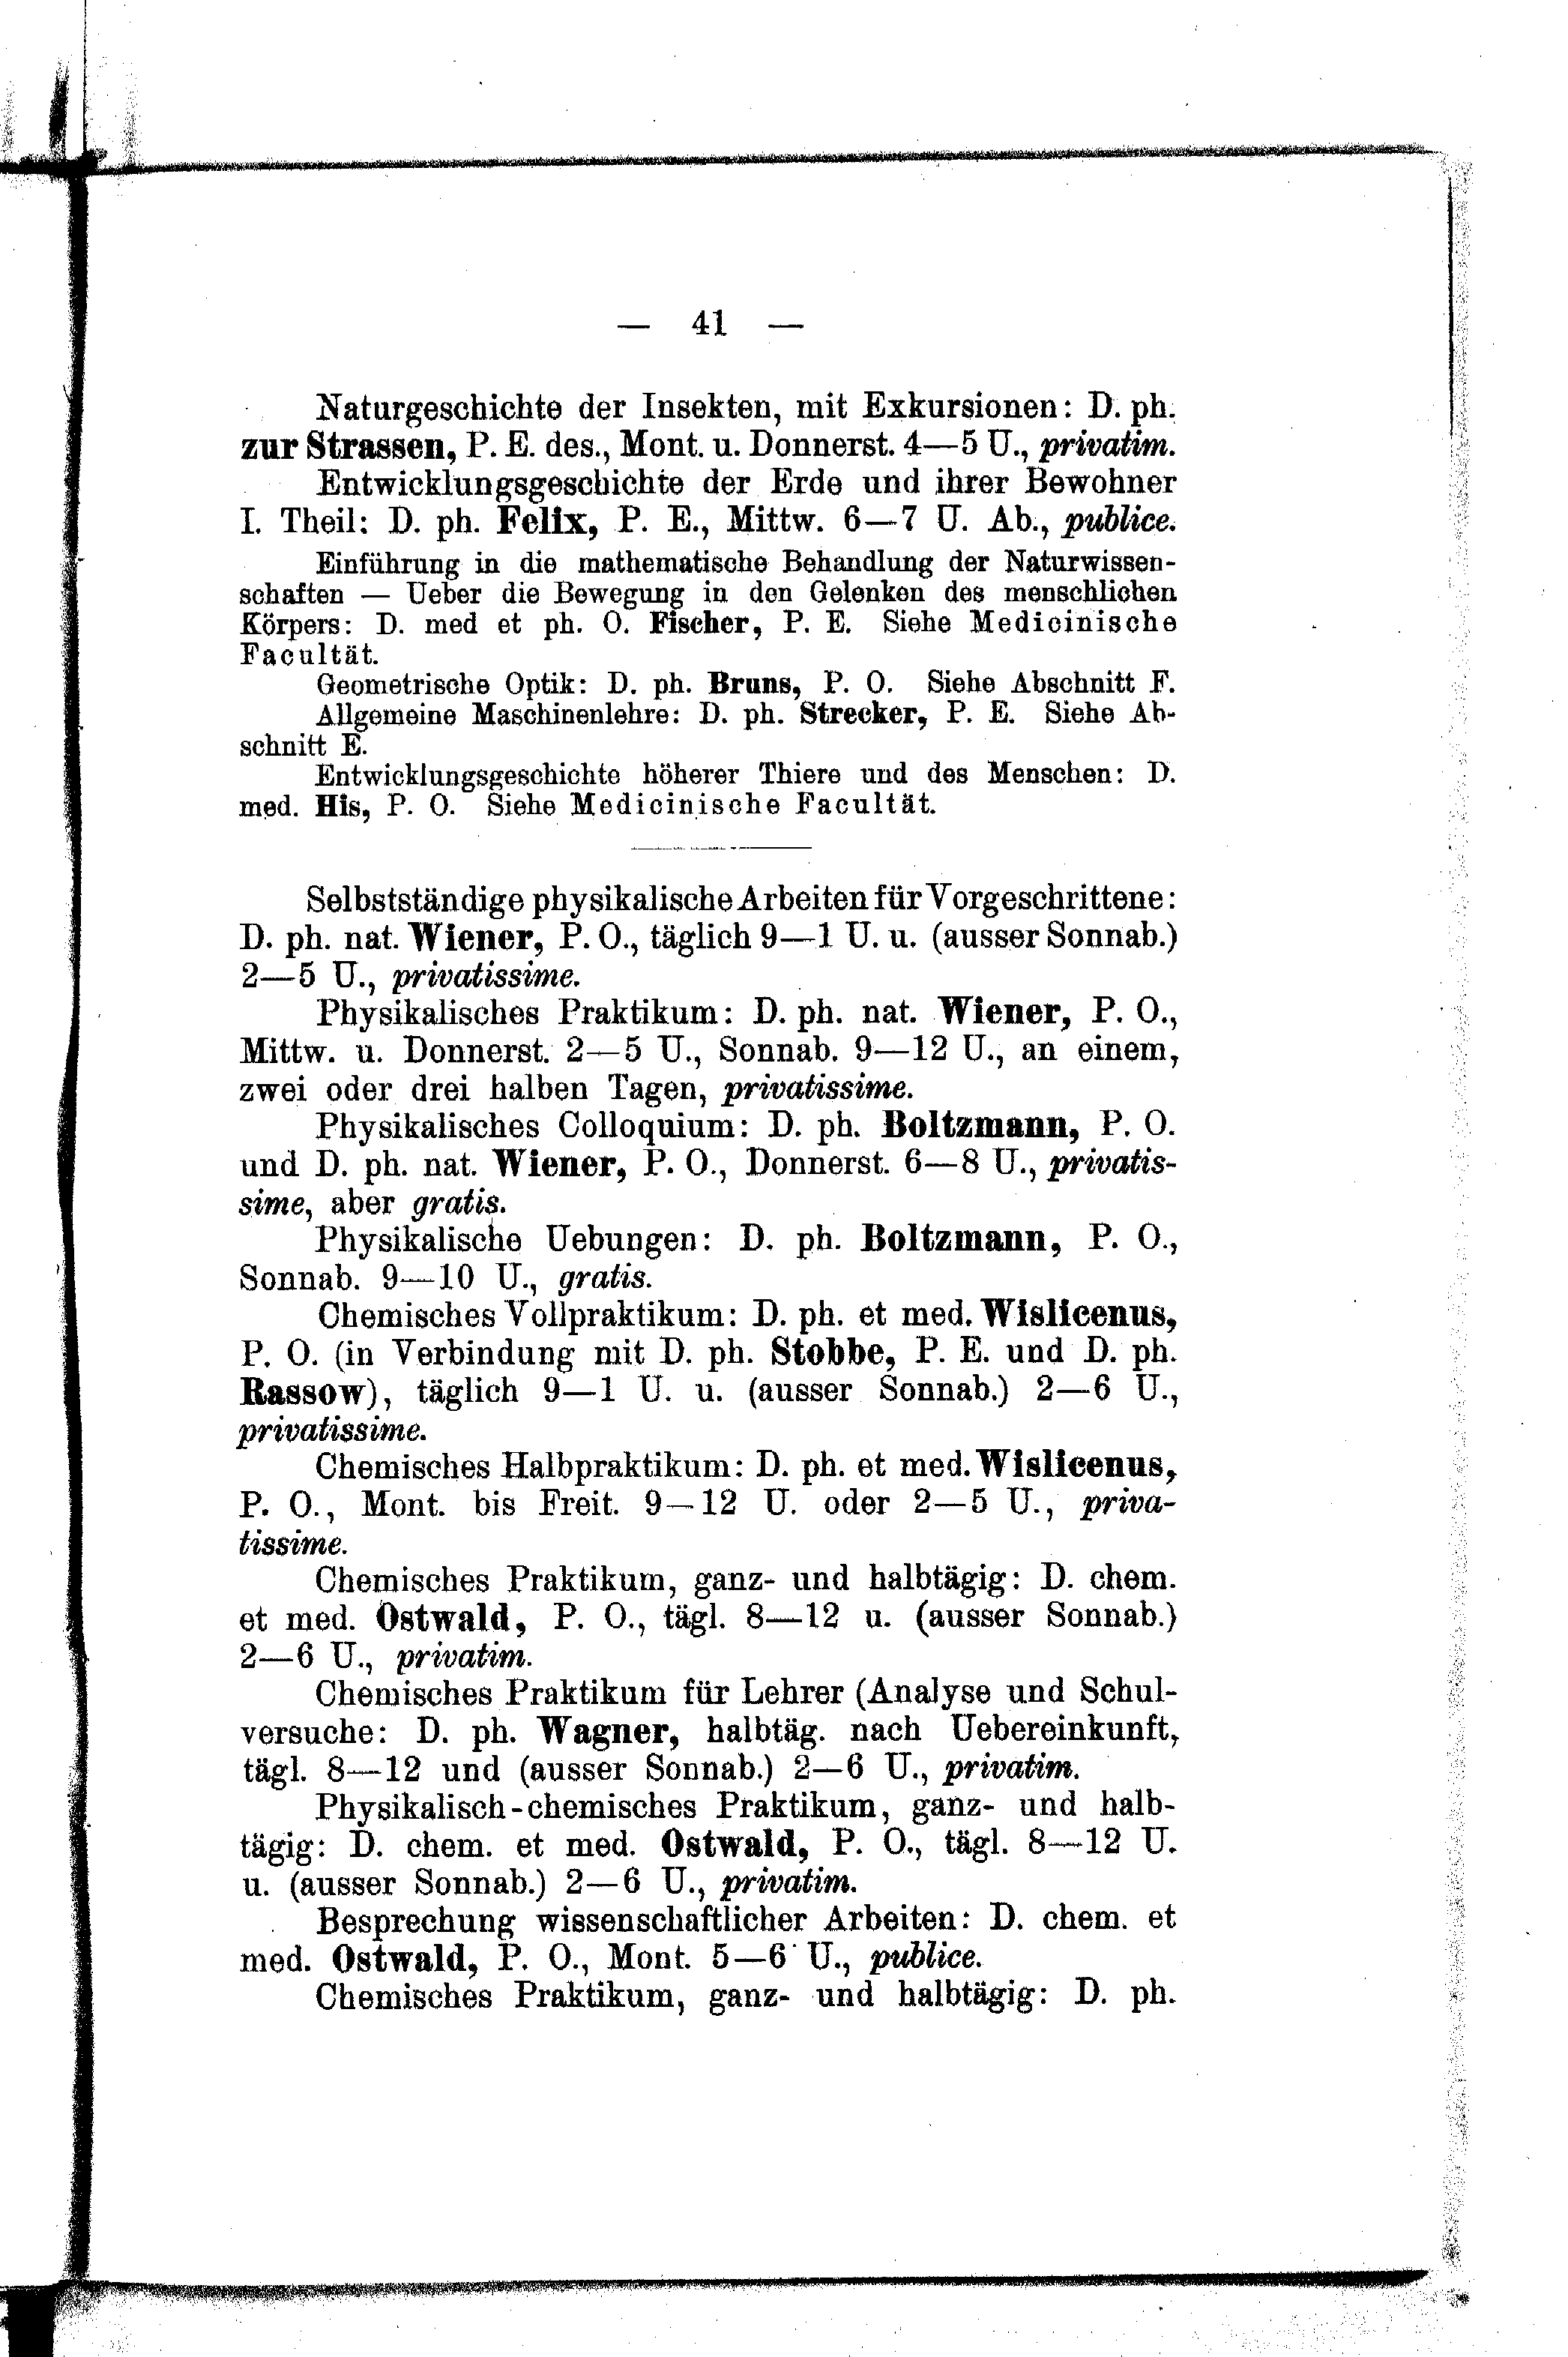 — 41 —
Naturgeschichte der Insekten, mit Exkursionen: D. ph.
zur Strassen, P. E. des., Mont. u. Donnerst. 4—5 U., privatim.
Entwicklungsgeschichte der Erde und ihrer Bewohner
I. Theil: D. ph. Felix, P. E., Mittw. 6—7 U. Ab., publice.
Einführung in die mathematische Behandlung der Naturwissen-
schaften — Ueber die Bewegung in den Gelenken des menschlichen
Körpers: D. med et ph. O. Fischer, P. E. Siehe Medicinische
Facultät.
Geometrische Optik: D. ph. Bruns, P. O. Siehe Abschnitt F.
Allgemeine Maschinenlehre: D. ph. Strecker, P. E. Siehe Ab-
schnitt E.
Entwicklungsgeschichte höherer Thiere und des Menschen: D.
med. His, P. O. Siehe Medicinische Facultät.
Selbstständige physikalische Arbeiten für Vorgeschrittene:
D. ph. nat. Wiener, P. O., täglich 9—1 U. u. (ausser Sonnab.)
2—5 U., privatissime.
Physikalisches Praktikum: D. ph. nat. Wiener, P. O.,
Mittw. u. Donnerst. 2—5 U., Sonnab. 9—12 U., an einem,
zwei oder drei halben Tagen, privatissime.
Physikalisches Colloquium: D. ph. Boltzmann, P. O.
und D. ph. nat. Wiener, P. O., Donnerst. 6—8 U., privatis-
sime, aber gratis.
Physikalische Uebungen: D. ph. Boltzmann, P. O.,
Sonnab. 9—10 U., gratis.
Chemisches Vollpraktikum: D. ph. et med. Wislicenus,
P. O. (in Verbindung mit D. ph. Stobbe, P. E. und D. ph.
Rassow), täglich 9—1 U. u. (ausser Sonnab.) 2—6 U.,
privatissime.
Chemisches Halbpraktikum: D. ph. et med. Wislicenus,
P. O., Mont. bis Freit. 9—12 U. oder 2—5 U., priva-
tissime.
Chemisches Praktikum, ganz- und halbtägig: D. chem.
et med. Ostwald, P. O., tägl. 8—12 u. (ausser Sonnab.)
2—6 U., privatim.
Chemisches Praktikum für Lehrer (Analyse und Schul-
versuche: D. ph. Wagner, halbtäg. nach Uebereinkunft,
tägl. 8—12 und (ausser Sonnab.) 2—6 U., privatim.
Physikalisch-chemisches Praktikum, ganz- und halb-
tägig: D. chem. et med. Ostwald, P. O., tägl. 8—12 U.
u. (ausser Sonnab.) 2—6 U., privatim.
Besprechung wissenschaftlicher Arbeiten: D. chem. et
med. Ostwald, P. O., Mont. 5—6 U., publice.
Chemisches Praktikum, ganz- und halbtägig: D. ph.